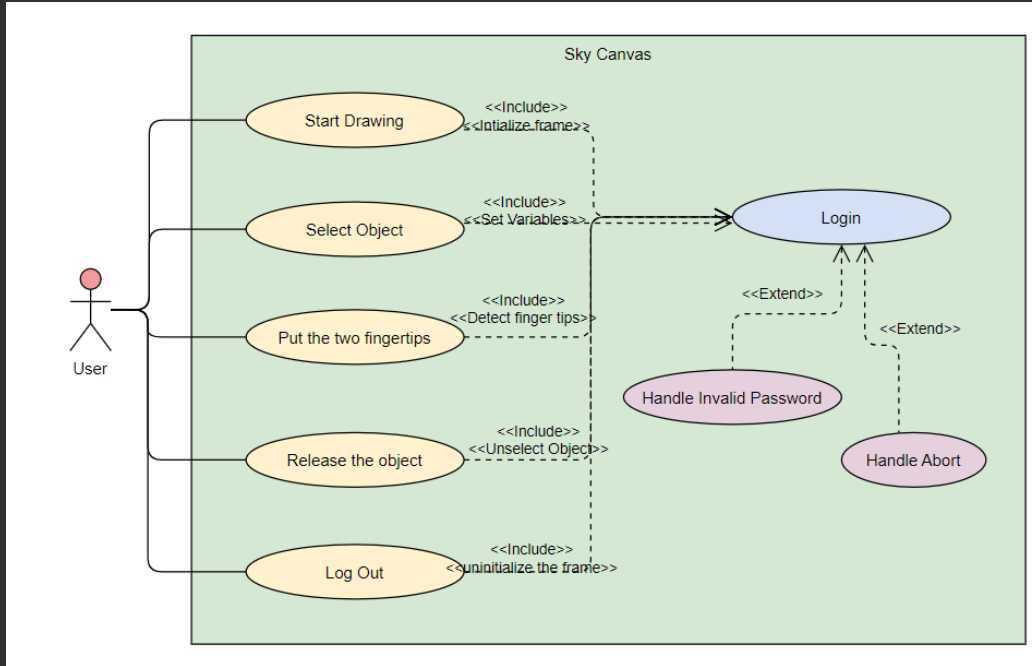 Sky Canvas
<<Include>>
Start Drawing
<<Intialize frame>>
<<Include>>
Login
<<Set Variables>>
Select Object
<<Extend>>
<<Include>>
<<Detect finger tips>>
<<Extend>>
Put the two fingertips
User
Handle Invalid Password
<<Include>>
<<Unselect Object>>
Release the object
Handle Abort
<<Include>>
<<uninitialize the frame>>
Log Out